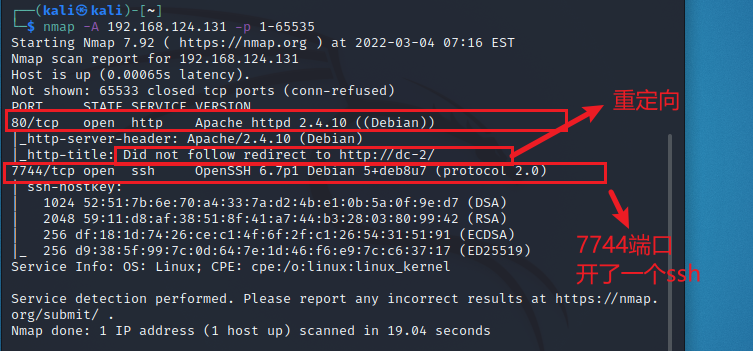 ┌──(kali㉿kali)-[~]
└─$ nmap -A 192.168.124.131 -p 1-65535
Starting Nmap 7.92 ( https://nmap.org ) at 2022-03-04 07:16 EST
Nmap scan report for 192.168.124.131
Host is up (0.00065s latency).
Not shown: 65533 closed tcp ports (conn-refused)
PORT     STATE SERVICE VERSION
80/tcp   open  http    Apache httpd 2.4.10 ((Debian))
|_http-server-header: Apache/2.4.10 (Debian)
|_http-title: Did not follow redirect to http://dc-2/
重定向
7744/tcp open  ssh     OpenSSH 6.7p1 Debian 5+deb8u7 (protocol 2.0)
| ssh-hostkey:
|   1024 52:51:7b:6e:70:a4:33:7a:d2:4b:e1:0b:5a:0f:9e:d7 (DSA)
|   2048 59:11:d8:af:38:51:8f:41:a7:44:b3:28:03:80:99:42 (RSA)
|   256 df:18:1d:74:26:ce:c1:4f:6f:2f:c1:26:54:31:51:91 (ECDSA)
|_  256 d9:38:5f:99:7c:0d:64:7e:1d:46:f6:e9:7c:c6:37:17 (ED25519)
Service Info: OS: Linux; CPE: cpe:/o:linux:linux_kernel
7744端口
开了一个ssh
Service detection performed. Please report any incorrect results at https://nmap.
org/submit/ .
Nmap done: 1 IP address (1 host up) scanned in 19.04 seconds